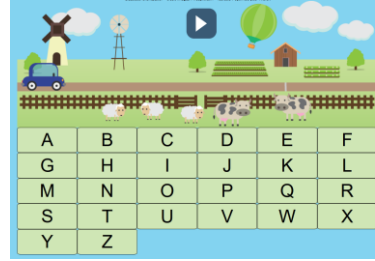 A B C D E F
G H I J K L
M N O P Q R
S T U V W X
Y Z